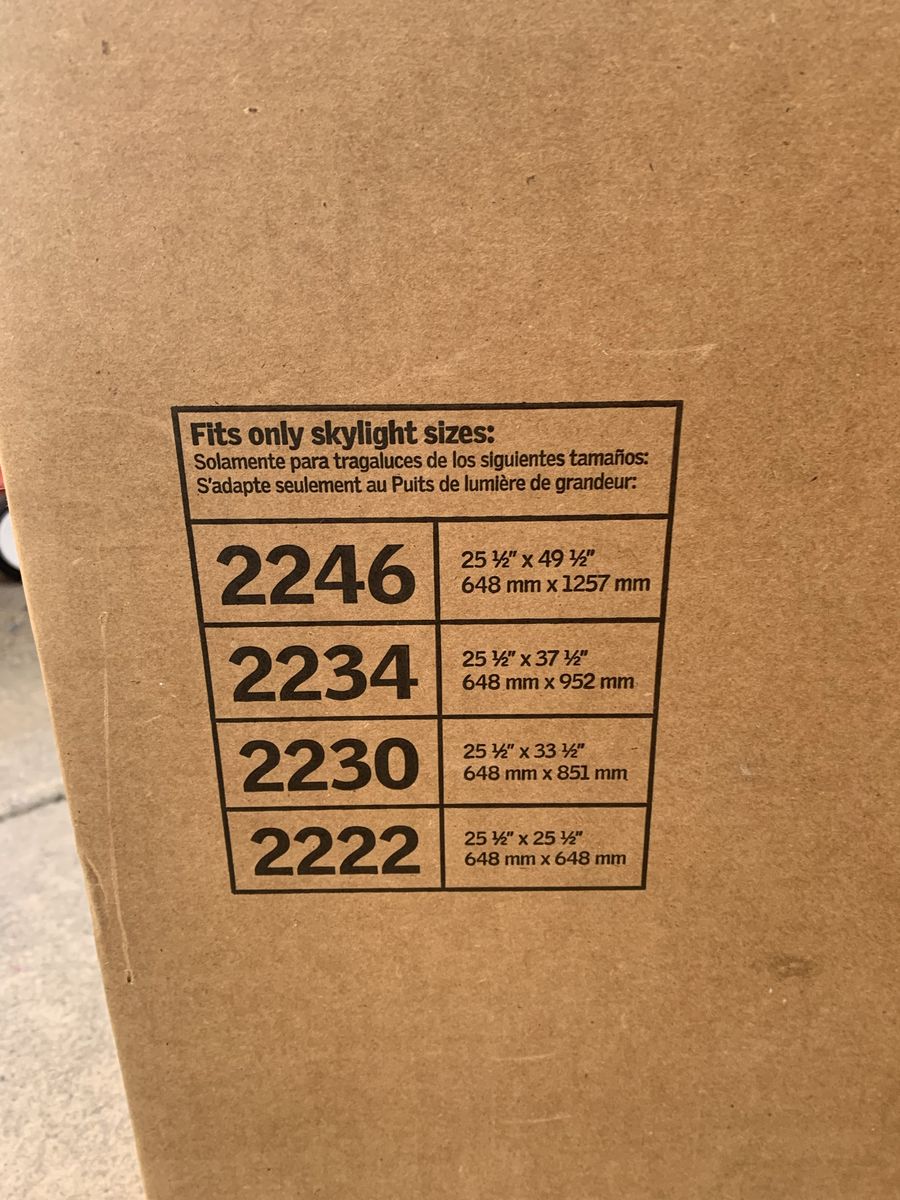 Fits only skylight sizes:
Solamente para tragaluces de los siguientes tamaños:
S'adapte seulement au Puits de lumière de grandeur:
2246
25 ½" x 49 ½"
648 mm x 1257 mm
2234
25 ½" x 37 ½"
648 mm x 952 mm
2230
25 ½" x 33 ½"
648 mm x 851 mm
2222
25 ½" x 25 ½"
648 mm x 648 mm